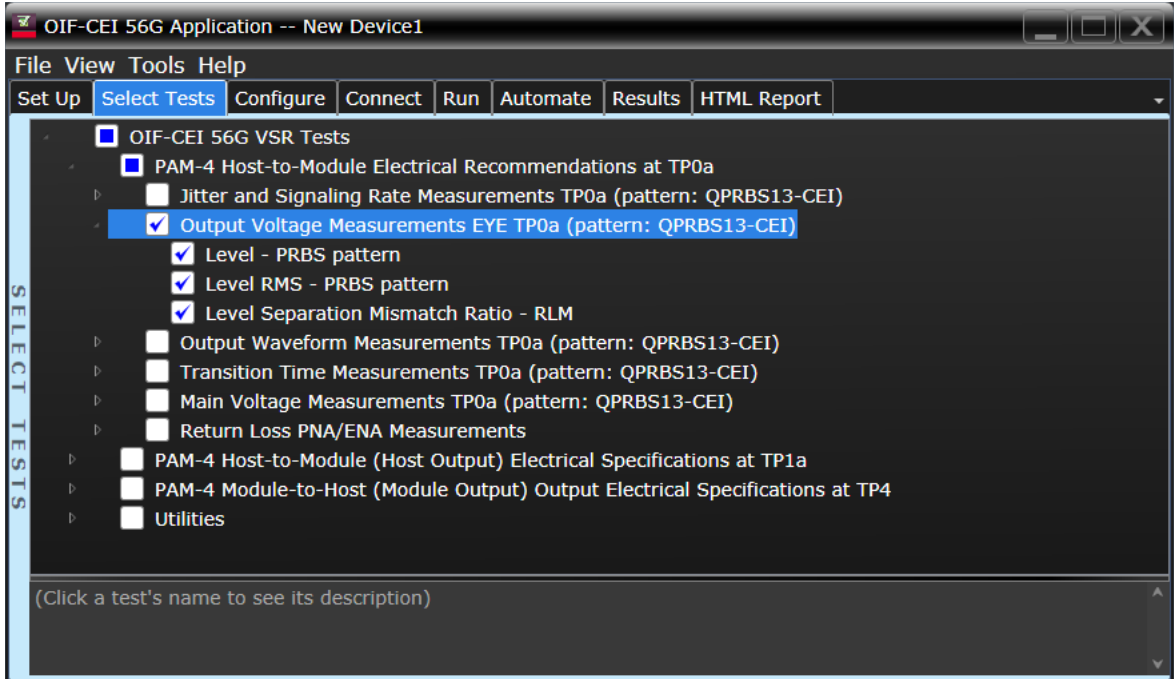 OIF-CEI 56G Application -- New Device1
File View Tools Help
Set Up Select Tests Configure Connect Run Automate Results HTML Report
SELECT TESTS
OIF-CEI 56G VSR Tests
PAM-4 Host-to-Module Electrical Recommendations at TP0a
Jitter and Signaling Rate Measurements TP0a (pattern: QPRBS13-CEI)
Output Voltage Measurements EYE TP0a (pattern: QPRBS13-CEI)
Level - PRBS pattern
Level RMS - PRBS pattern
Level Separation Mismatch Ratio - RLM
Output Waveform Measurements TP0a (pattern: QPRBS13-CEI)
Transition Time Measurements TP0a (pattern: QPRBS13-CEI)
Main Voltage Measurements TP0a (pattern: QPRBS13-CEI)
Return Loss PNA/ENA Measurements
PAM-4 Host-to-Module (Host Output) Electrical Specifications at TP1a
PAM-4 Module-to-Host (Module Output) Output Electrical Specifications at TP4
Utilities
(Click a test's name to see its description)